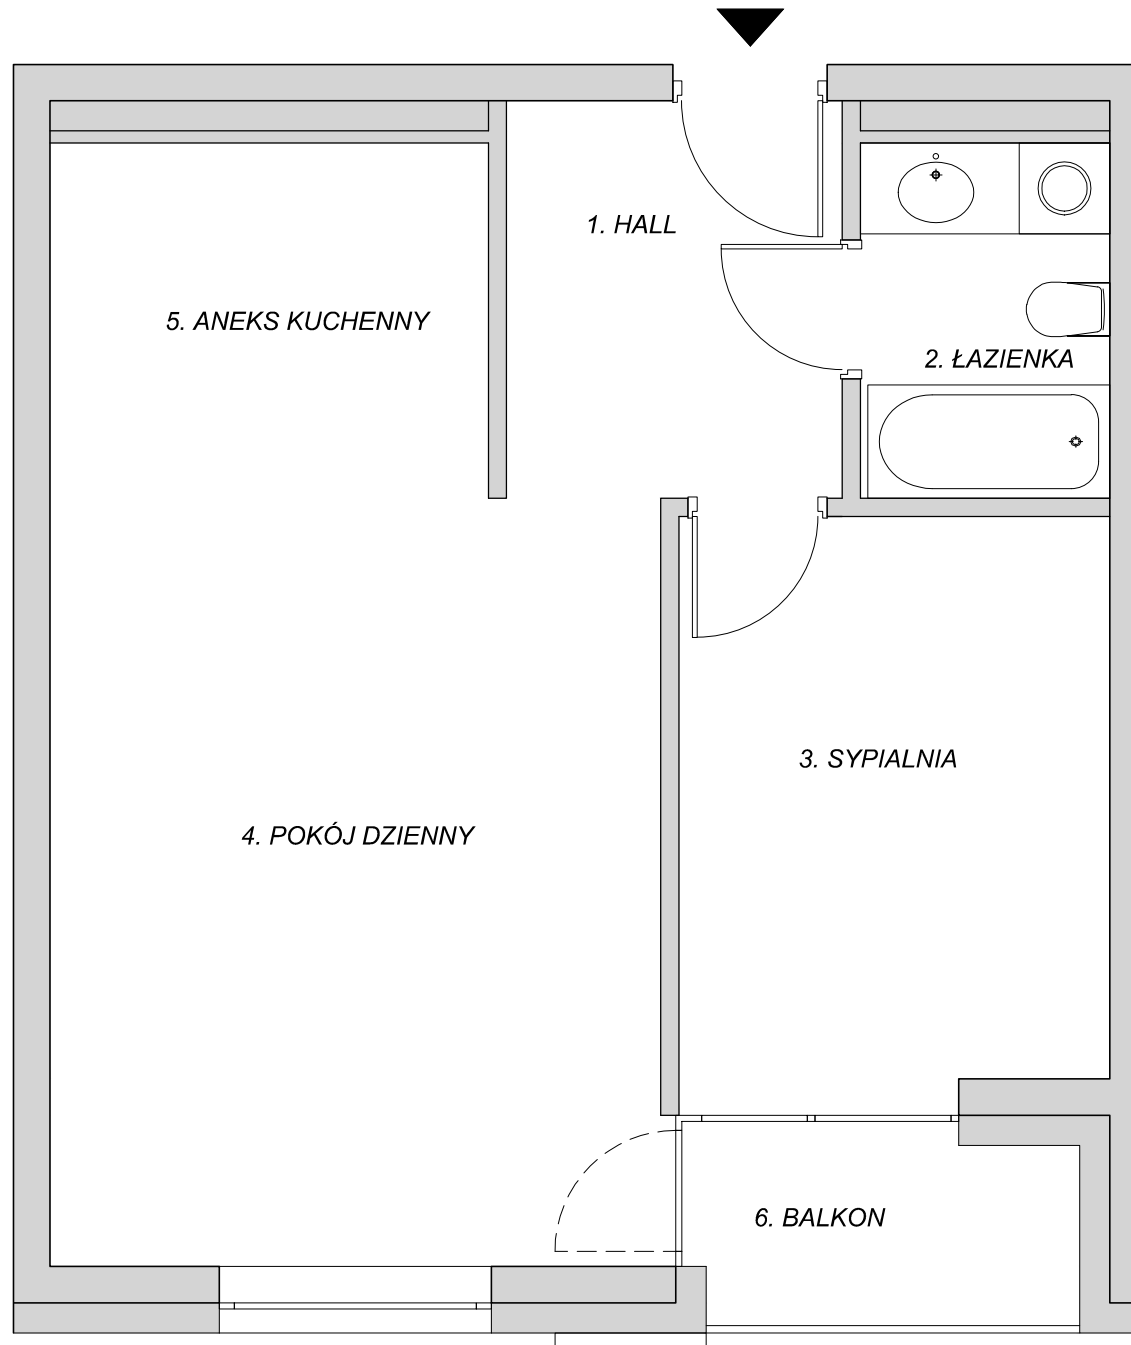 1. HALL
5. ANEKS KUCHENNY
2. ŁAZIENKA
3. SYPIALNIA
4. POKÓJ DZIENNY
6. BALKON